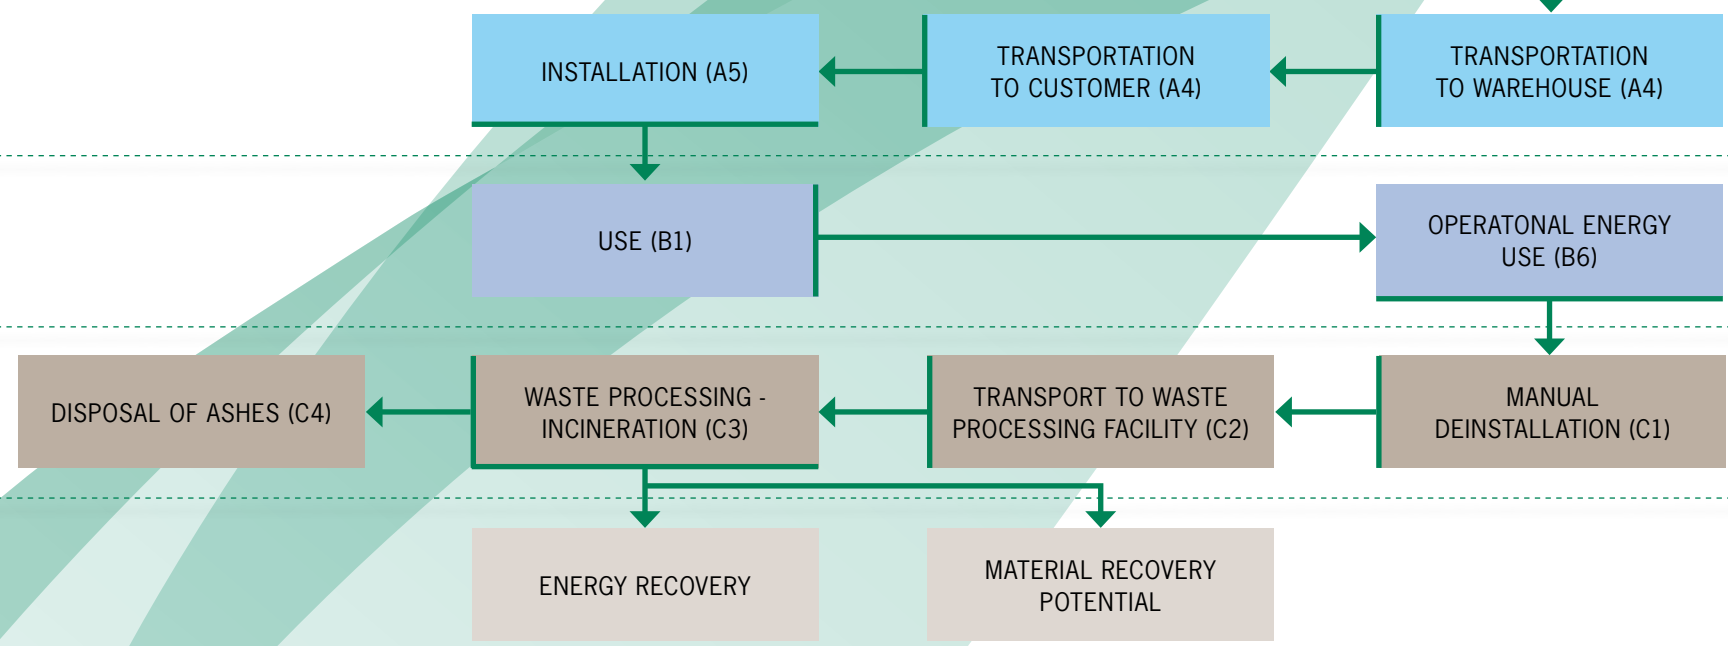 INSTALLATION (A5)
TRANSPORTATION
TO CUSTOMER (A4)
TRANSPORTATION
TO WAREHOUSE (A4)
USE (B1)
OPERATONAL ENERGY
USE (B6)
DISPOSAL OF ASHES (C4)
WASTE PROCESSING -
INCINERATION (C3)
TRANSPORT TO WASTE
PROCESSING FACILITY (C2)
MANUAL
DEINSTALLATION (C1)
ENERGY RECOVERY
MATERIAL RECOVERY
POTENTIAL